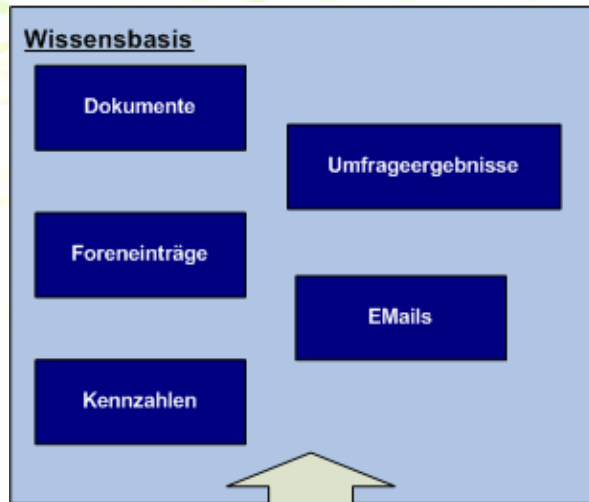 Wissensbasis
Dokumente
Umfrageergebnisse
Foreneinträge
EMails
Kennzahlen